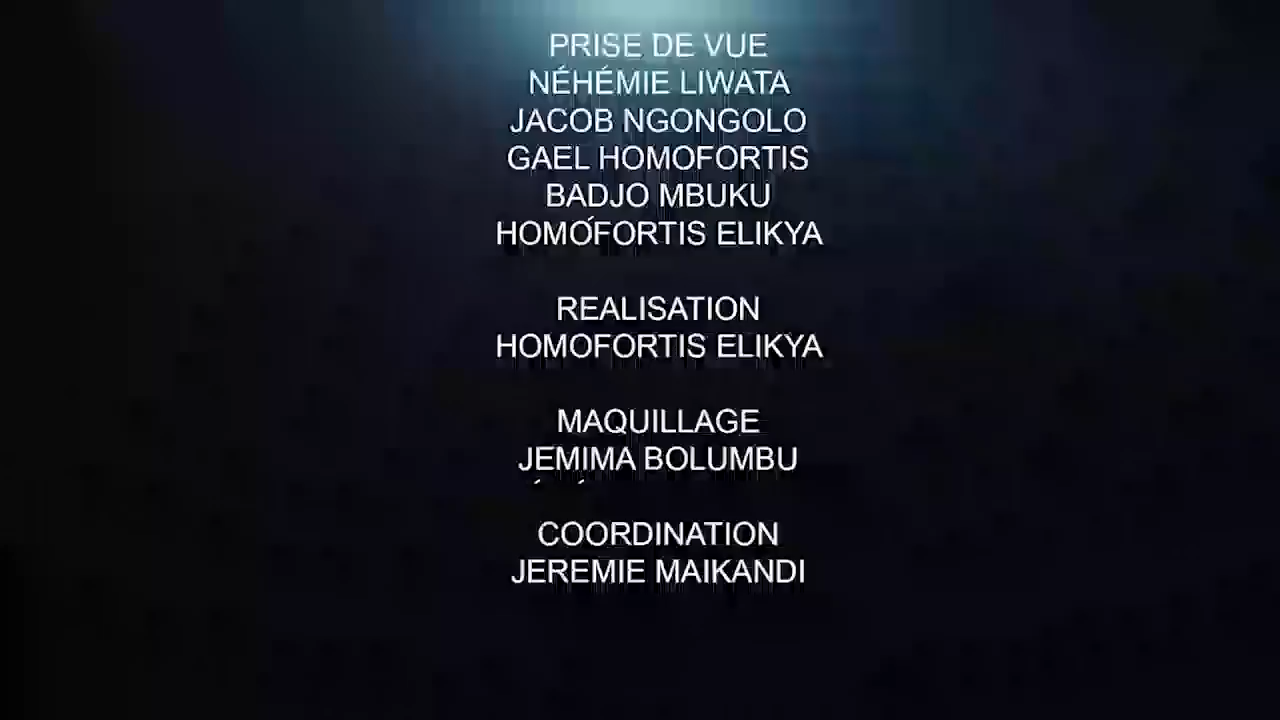 PRISE DE VUE
NÉHÉMIE LIWATA
JACOB NGONGOLO
GAEL HOMOFORTIS
BADJO MBUKU
HOMOFORTIS ELIKYA
REALISATION
HOMOFORTIS ELIKYA
MAQUILLAGE
JEMIMA BOLUMBU
COORDINATION
JEREMIE MAIKANDI